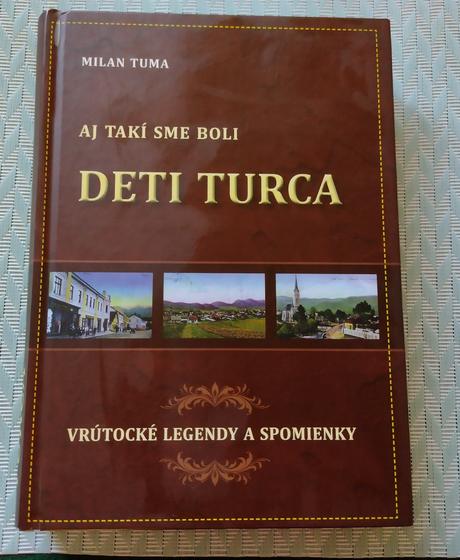 MILAN TUMA
AJ TAKÍ SME BOLI
DETI TURCA
VRÚTOCKÉ LEGENDY A SPOMIENKY